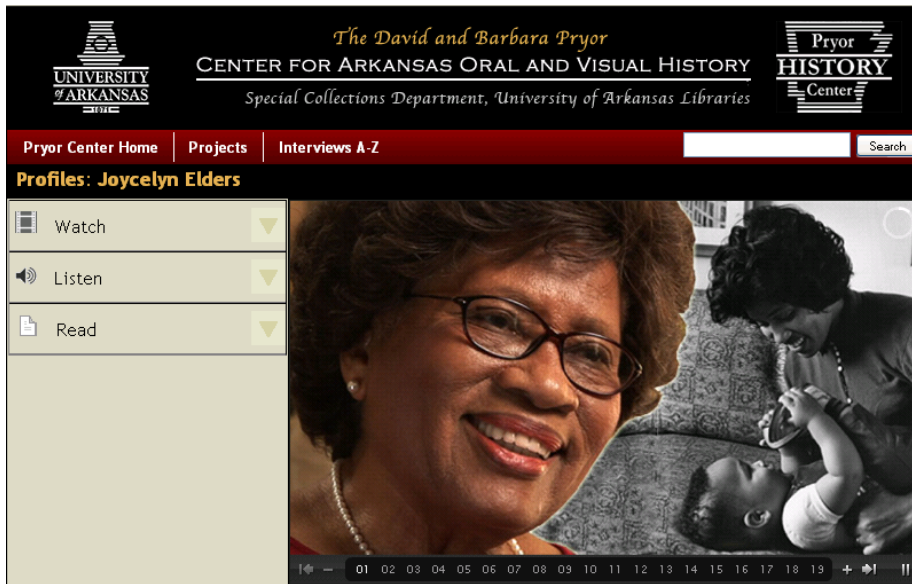 UNIVERSITY
of ARKANSAS
1871
The David and Barbara Pryor
CENTER FOR ARKANSAS ORAL AND VISUAL HISTORY
Special Collections Department, University of Arkansas Libraries
Pryor
HISTORY
Center
Pryor Center Home
Projects
Interviews A-Z
Search
Profiles: Joycelyn Elders
Watch
Listen
Read
01 02 03 04 05 06 07 08 09 10 11 12 13 14 15 16 17 18 19